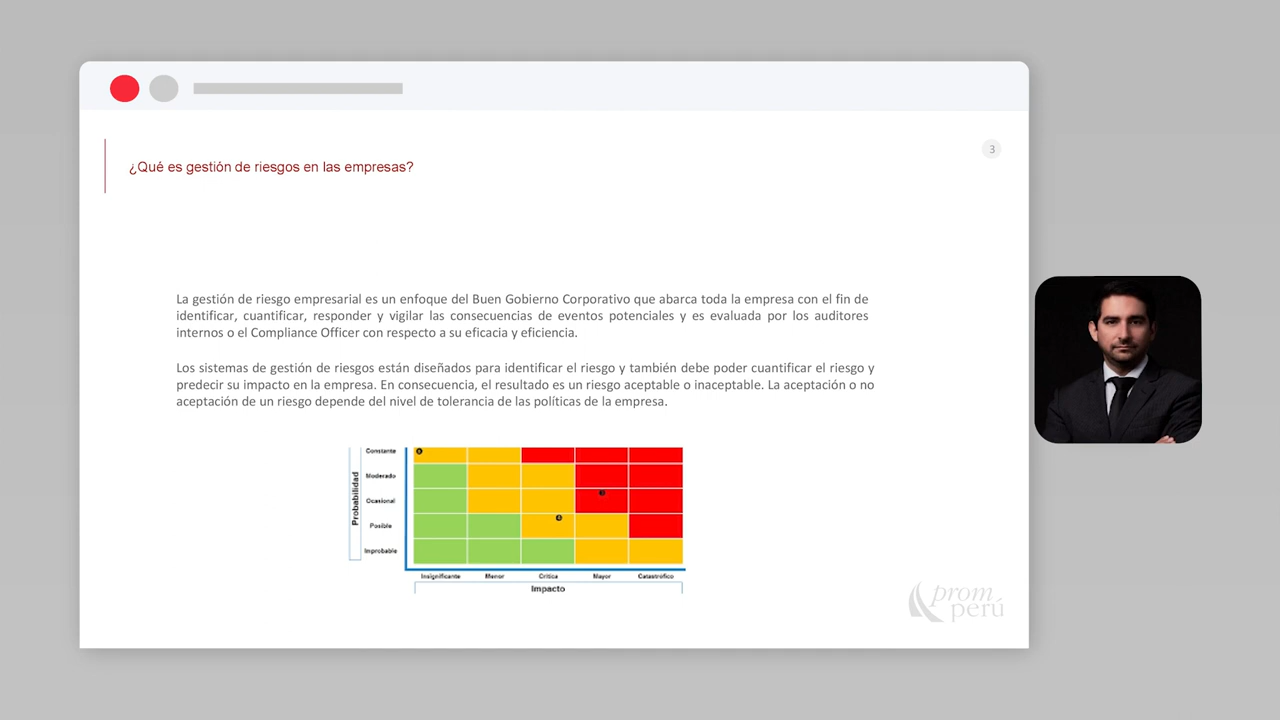 ¿Qué es gestión de riesgos en las empresas?
3
La gestión de riesgo empresarial es un enfoque del Buen Gobierno Corporativo que abarca toda la empresa con el fin de
identificar, cuantificar, responder y vigilar las consecuencias de eventos potenciales y es evaluada por los auditores
internos o el Compliance Officer con respecto a su eficacia y eficiencia.
Los sistemas de gestión de riesgos están diseñados para identificar el riesgo y también debe poder cuantificar el riesgo y
predecir su impacto en la empresa. En consecuencia, el resultado es un riesgo aceptable o inaceptable. La aceptación o no
aceptación de un riesgo depende del nivel de tolerancia de las políticas de la empresa.
Probabilidad
Constante
Moderado
Ocasional
Posible
Improbable
Insignificante Menor Crítica Mayor Catastrófico
Impacto
prom
perú